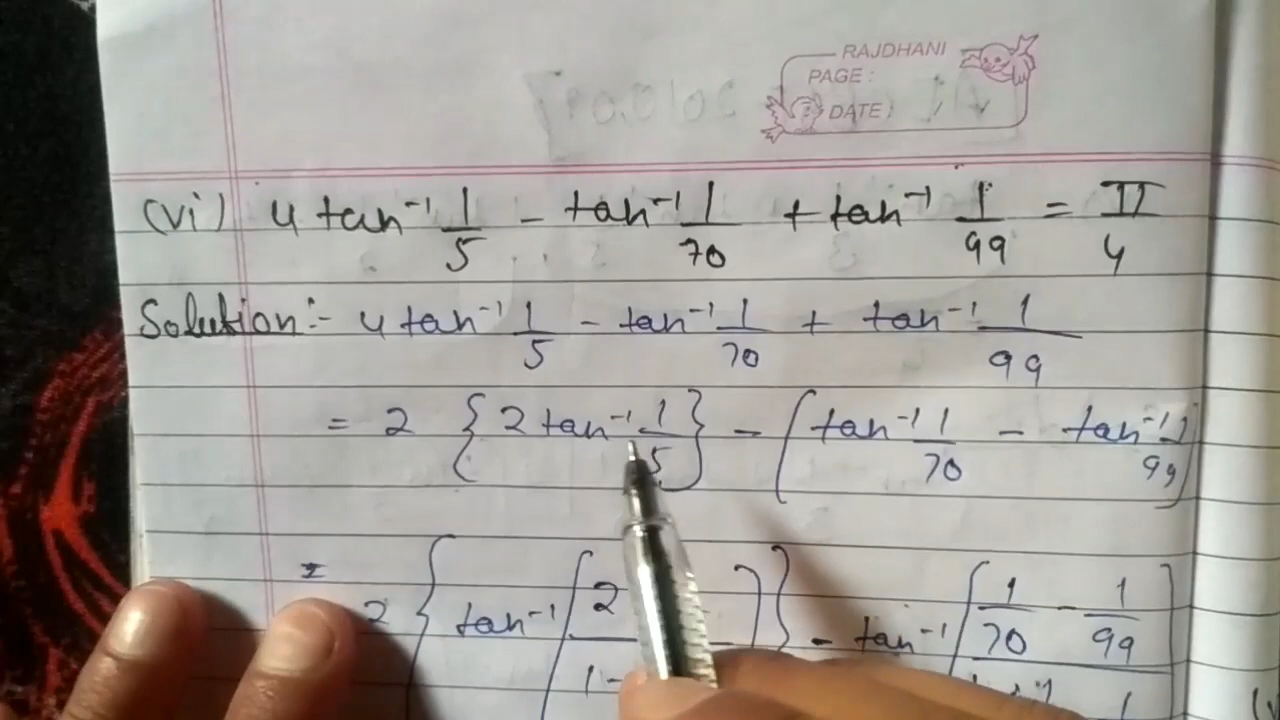 RAJDHANI
PAGE :
DATE :
(vi) 4 tan⁻¹ 1/5 - tan⁻¹ 1/70 + tan⁻¹ 1/99 = π/4
Solution:- 4 tan⁻¹ 1/5 - tan⁻¹ 1/70 + tan⁻¹ 1/99
= 2 { 2 tan⁻¹ 1/5 } - ( tan⁻¹ 1/70 - tan⁻¹ 1/99 )
= 2 { tan⁻¹ ( 2 / 1- ) } - tan⁻¹ [ 1/70 - 1/99